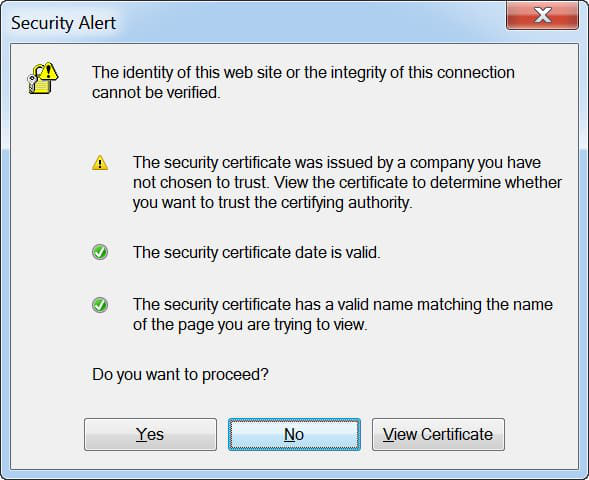 Security Alert
The identity of this web site or the integrity of this connection
cannot be verified.
The security certificate was issued by a company you have
not chosen to trust. View the certificate to determine whether
you want to trust the certifying authority.
The security certificate date is valid.
The security certificate has a valid name matching the name
of the page you are trying to view.
Do you want to proceed?
Yes No View Certificate